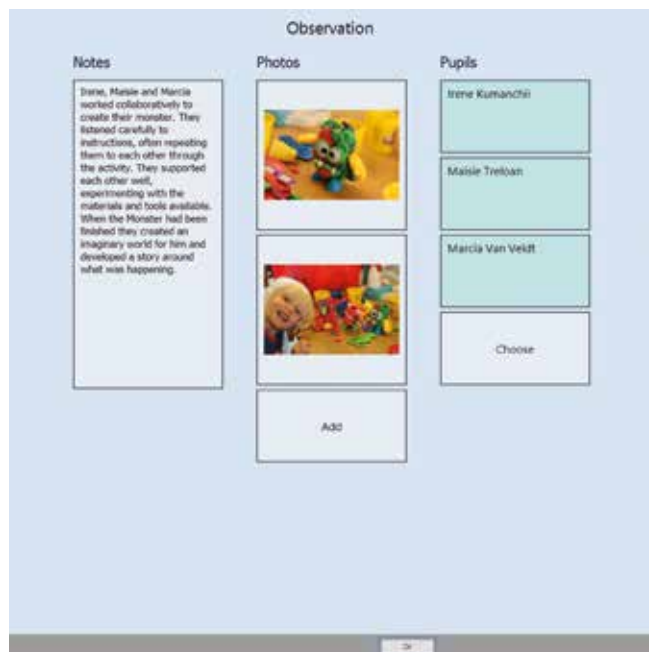 Observation
Notes
Photos
Pupils
Irene, Maisie and Marcia
worked collaboratively to
create their monster. They
listened carefully to
instructions, often repeating
them to each other through
the activity. They supported
each other well,
experimenting with the
materials and tools available.
When the Monster had been
finished they created an
imaginary world for him and
developed a story around
what was happening.
Add
Irene Kumanchii
Maisie Treloan
Marcia Van Veldt
Choose